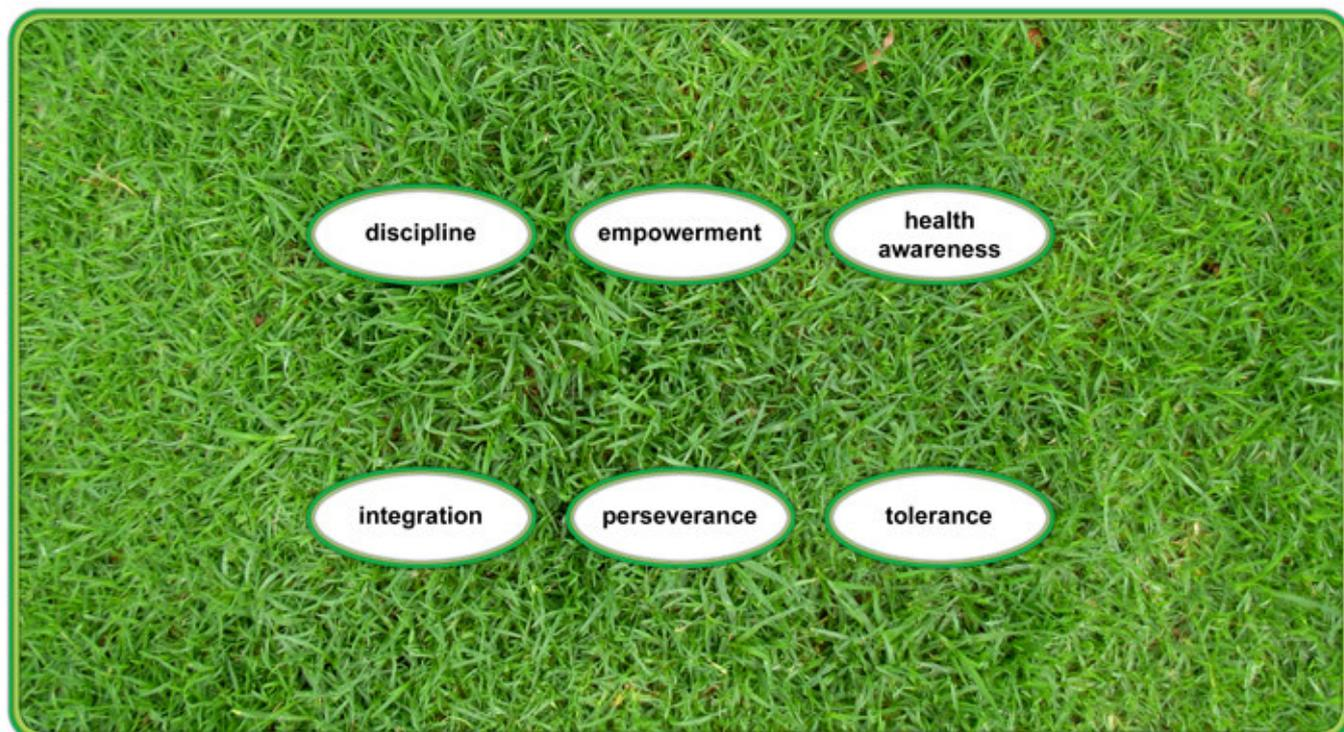 discipline
empowerment
health
awareness
integration
perseverance
tolerance